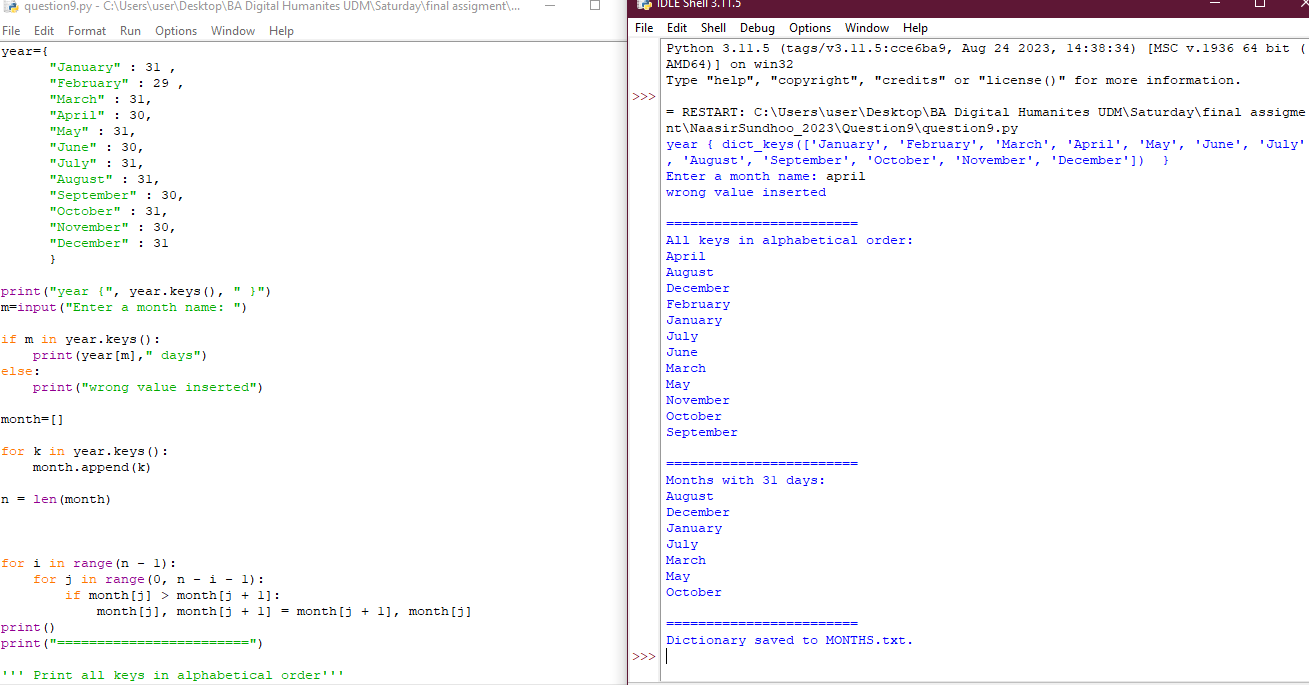 question9.py - C:\Users\user\Desktop\BA Digital Humanites UDM\Saturday\final assigment\...
File Edit Format Run Options Window Help
year={
"January" : 31 ,
"February" : 29 ,
"March" : 31,
"April" : 30,
"May" : 31,
"June" : 30,
"July" : 31,
"August" : 31,
"September" : 30,
"October" : 31,
"November" : 30,
"December" : 31
}
print("year {", year.keys(), " }")
m=input("Enter a month name: ")
if m in year.keys():
print(year[m]," days")
else:
print("wrong value inserted")
month=[]
for k in year.keys():
month.append(k)
n = len(month)
for i in range(n - 1):
for j in range(0, n - i - 1):
if month[j] > month[j + 1]:
month[j], month[j + 1] = month[j + 1], month[j]
print()
print("========================")
''' Print all keys in alphabetical order'''
IDLE Shell 3.11.5
File Edit Shell Debug Options Window Help
Python 3.11.5 (tags/v3.11.5:cce6ba9, Aug 24 2023, 14:38:34) [MSC v.1936 64 bit (
AMD64)] on win32
Type "help", "copyright", "credits" or "license()" for more information.
>>>
= RESTART: C:\Users\user\Desktop\BA Digital Humanites UDM\Saturday\final assigme
nt\NaasirSundhoo_2023\Question9\question9.py
year { dict_keys(['January', 'February', 'March', 'April', 'May', 'June', 'July'
, 'August', 'September', 'October', 'November', 'December'])  }
Enter a month name: april
wrong value inserted
========================
All keys in alphabetical order:
April
August
December
February
January
July
June
March
May
November
October
September
========================
Months with 31 days:
August
December
January
July
March
May
October
========================
Dictionary saved to MONTHS.txt.
>>>